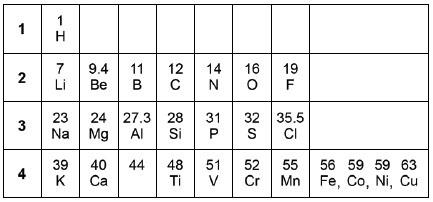 1 1
H
2 7 9.4 11 12 14 16 19
Li Be B C N O F
3 23 24 27.3 28 31 32 35.5
Na Mg Al Si P S Cl
4 39 40 44 48 51 52 55 56 59 59 63
K Ca Ti V Cr Mn Fe, Co, Ni, Cu